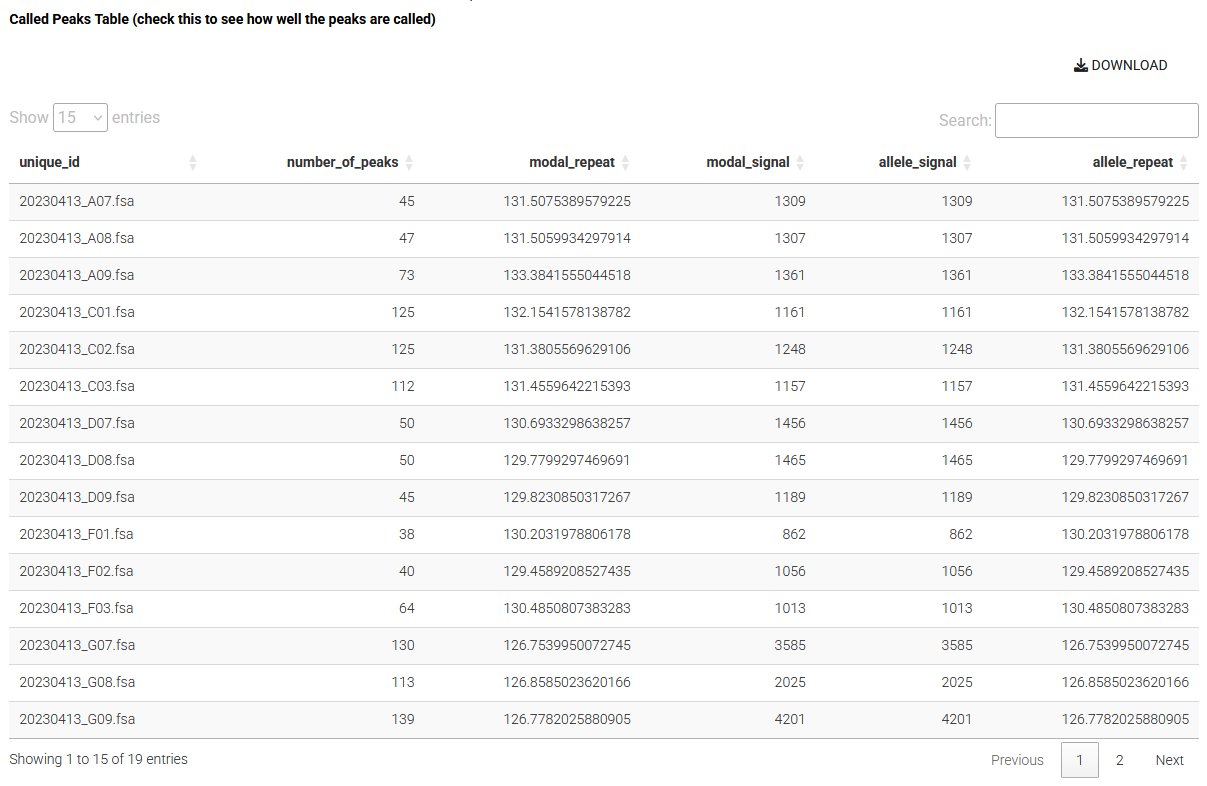 Called Peaks Table (check this to see how well the peaks are called)
DOWNLOAD
Show 15 entries
Search:
unique_id number_of_peaks modal_repeat modal_signal allele_signal allele_repeat
20230413_A07.fsa 45 131.5075389579225 1309 1309 131.5075389579225
20230413_A08.fsa 47 131.5059934297914 1307 1307 131.5059934297914
20230413_A09.fsa 73 133.3841555044518 1361 1361 133.3841555044518
20230413_C01.fsa 125 132.1541578138782 1161 1161 132.1541578138782
20230413_C02.fsa 125 131.3805569629106 1248 1248 131.3805569629106
20230413_C03.fsa 112 131.4559642215393 1157 1157 131.4559642215393
20230413_D07.fsa 50 130.6933298638257 1456 1456 130.6933298638257
20230413_D08.fsa 50 129.7799297469691 1465 1465 129.7799297469691
20230413_D09.fsa 45 129.8230850317267 1189 1189 129.8230850317267
20230413_F01.fsa 38 130.2031978806178 862 862 130.2031978806178
20230413_F02.fsa 40 129.4589208527435 1056 1056 129.4589208527435
20230413_F03.fsa 64 130.4850807383283 1013 1013 130.4850807383283
20230413_G07.fsa 130 126.7539950072745 3585 3585 126.7539950072745
20230413_G08.fsa 113 126.8585023620166 2025 2025 126.8585023620166
20230413_G09.fsa 139 126.7782025880905 4201 4201 126.7782025880905
Showing 1 to 15 of 19 entries
Previous 1 2 Next